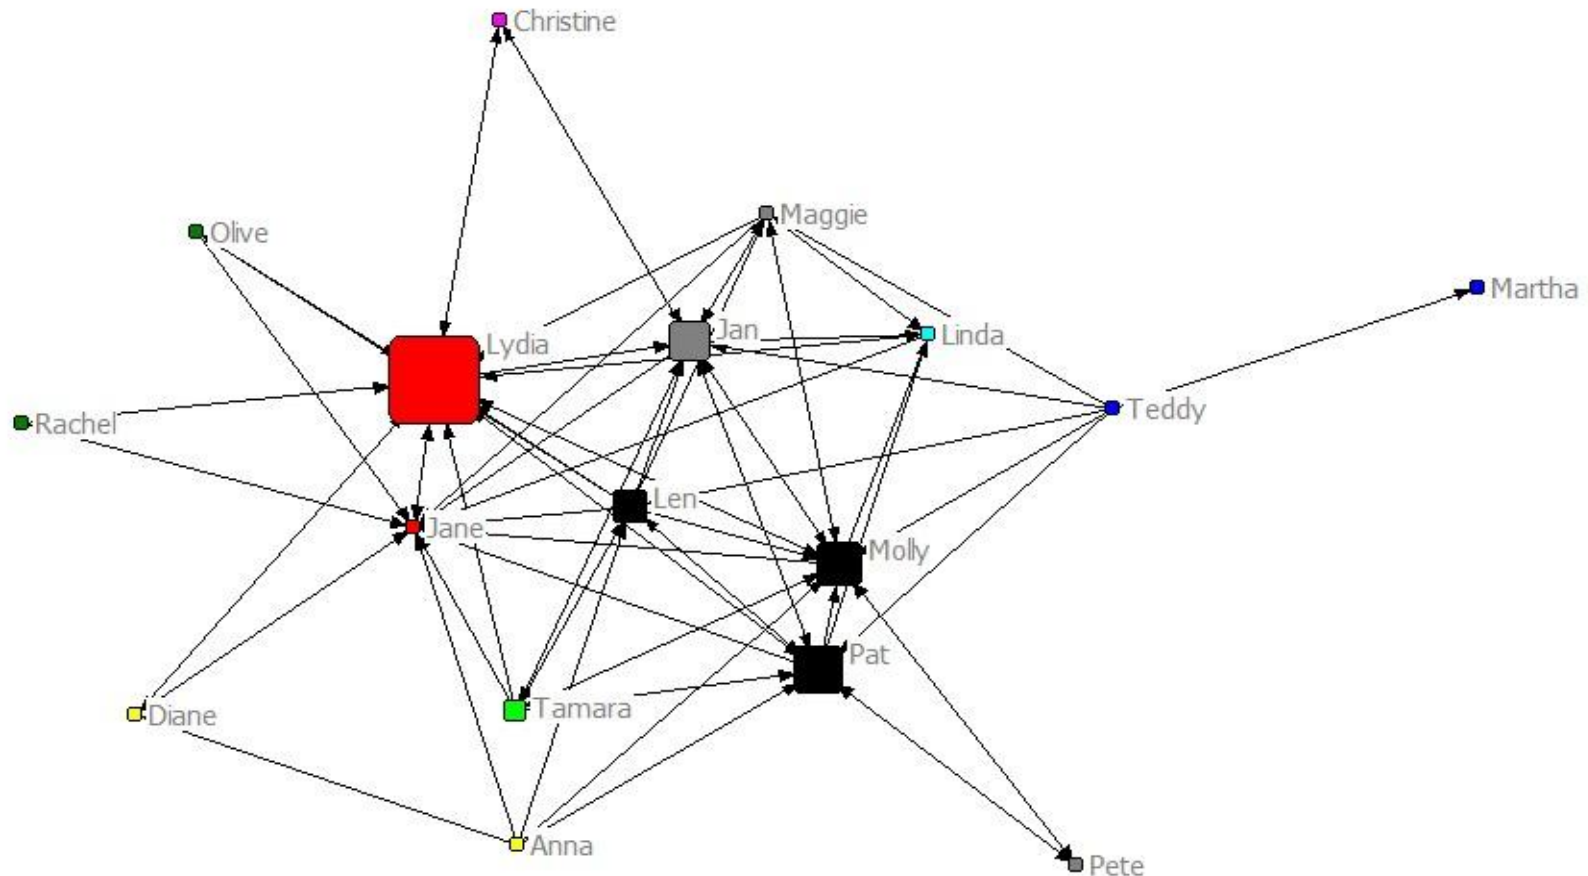 Christine
Maggie
Olive
Martha
Jan
Linda
Lydia
Teddy
Rachel
Len
Jane
Molly
Pat
Tamara
Diane
Anna
Pete